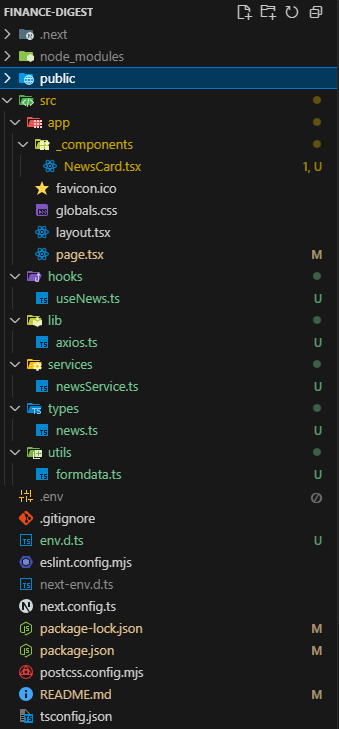 FINANCE-DIGEST
.next
node_modules
public
src
app
_components
NewsCard.tsx 1, U
favicon.ico
globals.css
layout.tsx
page.tsx M
hooks
useNews.ts U
lib
axios.ts U
services
newsService.ts U
types
news.ts U
utils
formdata.ts U
.env
.gitignore
env.d.ts U
eslint.config.mjs
next-env.d.ts
next.config.ts
package-lock.json M
package.json M
postcss.config.mjs
README.md M
tsconfig.json